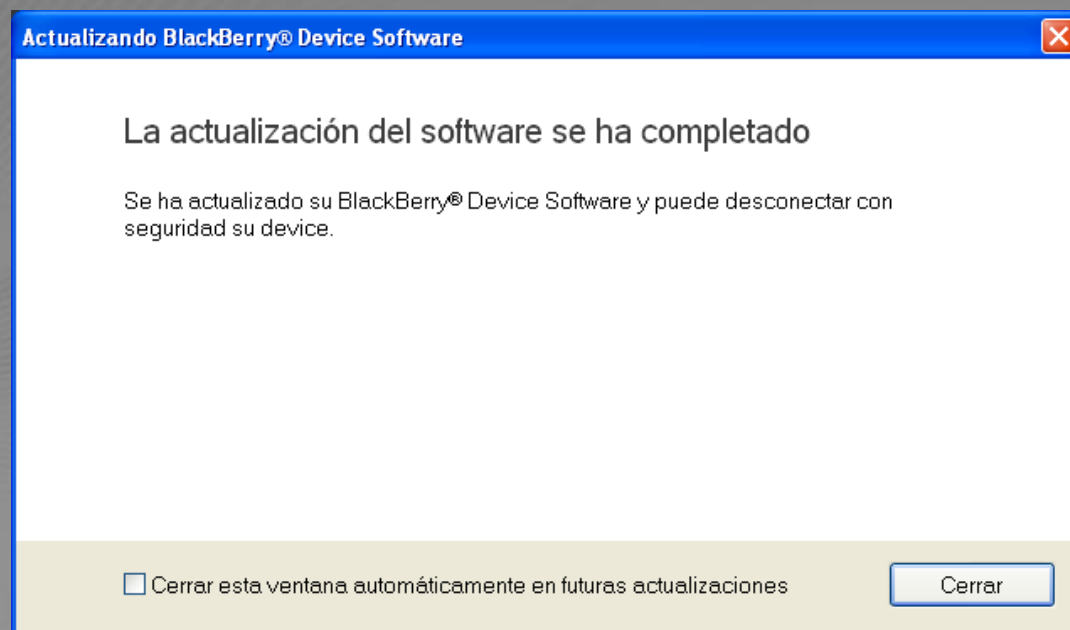 Actualizando BlackBerry® Device Software
La actualización del software se ha completado
Se ha actualizado su BlackBerry® Device Software y puede desconectar con
seguridad su device.
Cerrar esta ventana automáticamente en futuras actualizaciones
Cerrar